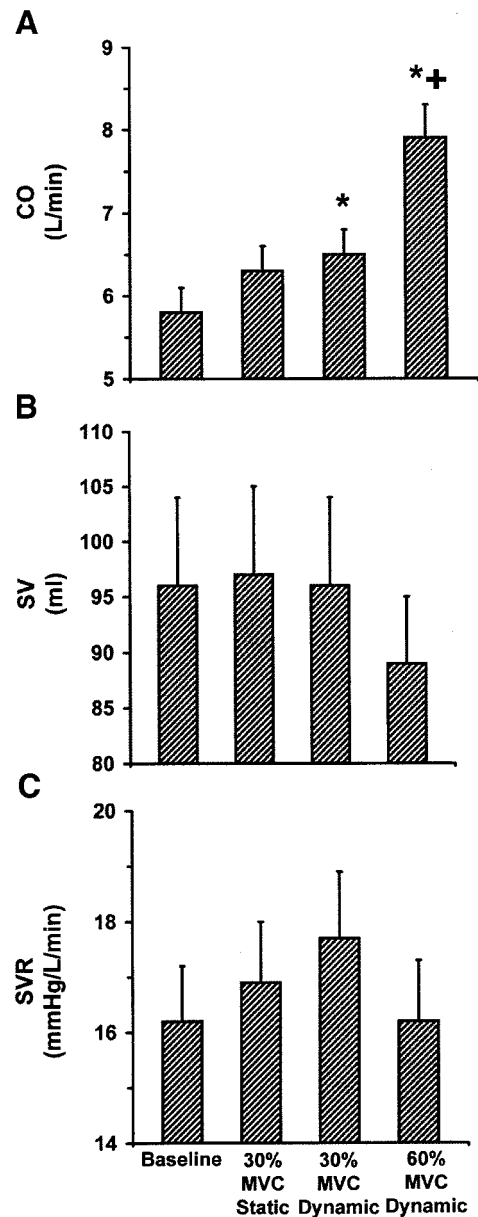 A
9
8
7
6
5
CO
(L/min)
*
*+
B
110
105
100
95
90
85
80
SV
(ml)
C
20
18
16
14
SVR
(mmHg/L/min)
Baseline
30%
MVC
Static
30%
MVC
Dynamic
60%
MVC
Dynamic